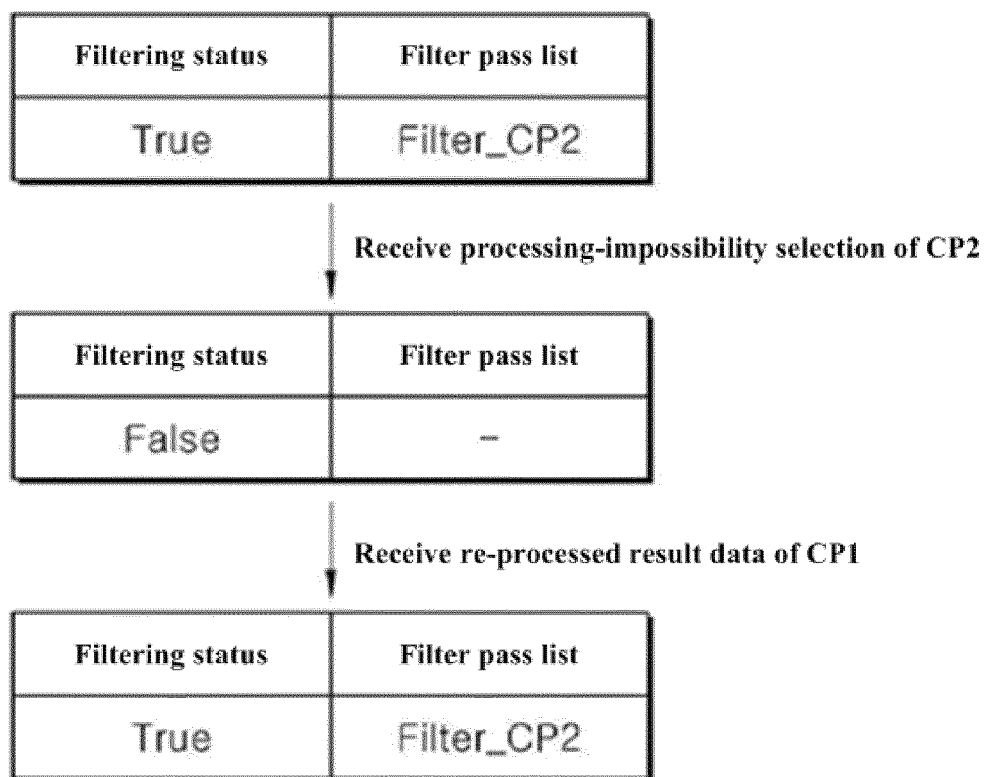 Filtering status Filter pass list
True Filter_CP2
Receive processing-impossibility selection of CP2
Filtering status Filter pass list
False –
Receive re-processed result data of CP1
Filtering status Filter pass list
True Filter_CP2